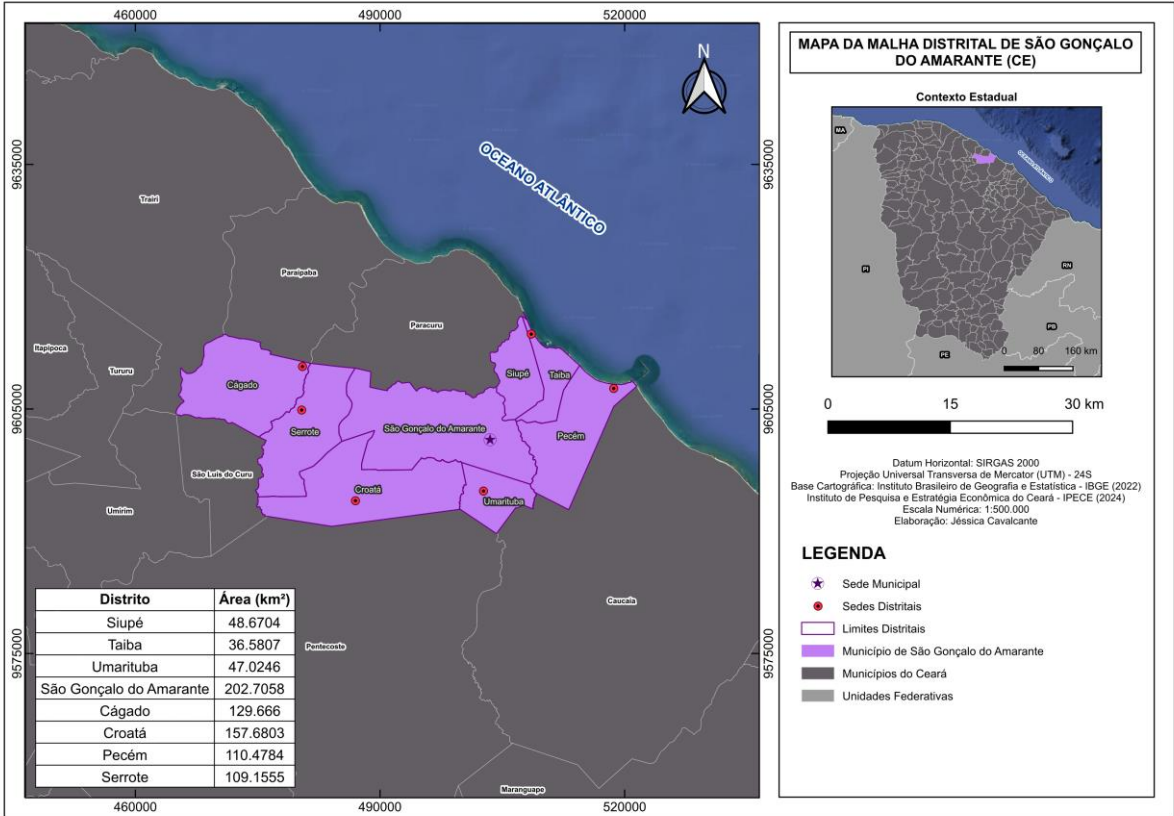 460000
490000
520000
N
OCEANO ATLÂNTICO
9635000
9605000
9575000
Trairi
Paraipaba
Paracuru
Itapipoca
Tururu
Cágado
Siupé
Taiba
Serrote
São Gonçalo do Amarante
Pecém
São Luis do Curu
Croatá
Umarituba
Umirim
Caucaia
Pentecoste
Maranguape
Distrito Área (km²)
Siupé 48.6704
Taiba 36.5807
Umarituba 47.0246
São Gonçalo do Amarante 202.7058
Cágado 129.666
Croatá 157.6803
Pecém 110.4784
Serrote 109.1555
9635000
9605000
9575000
460000
490000
520000
MAPA DA MALHA DISTRITAL DE SÃO GONÇALO
DO AMARANTE (CE)
Contexto Estadual
MA
OCEANO ATLÂNTICO
PI
RN
PB
PE
0 80 160 km
0 15 30 km
Datum Horizontal: SIRGAS 2000
Projeção Universal Transversa de Mercator (UTM) - 24S
Base Cartográfica: Instituto Brasileiro de Geografia e Estatística - IBGE (2022)
Instituto de Pesquisa e Estratégia Econômica do Ceará - IPECE (2024)
Escala Numérica: 1:500.000
Elaboração: Jéssica Cavalcante
LEGENDA
Sede Municipal
Sedes Distritais
Limites Distritais
Município de São Gonçalo do Amarante
Municípios do Ceará
Unidades Federativas